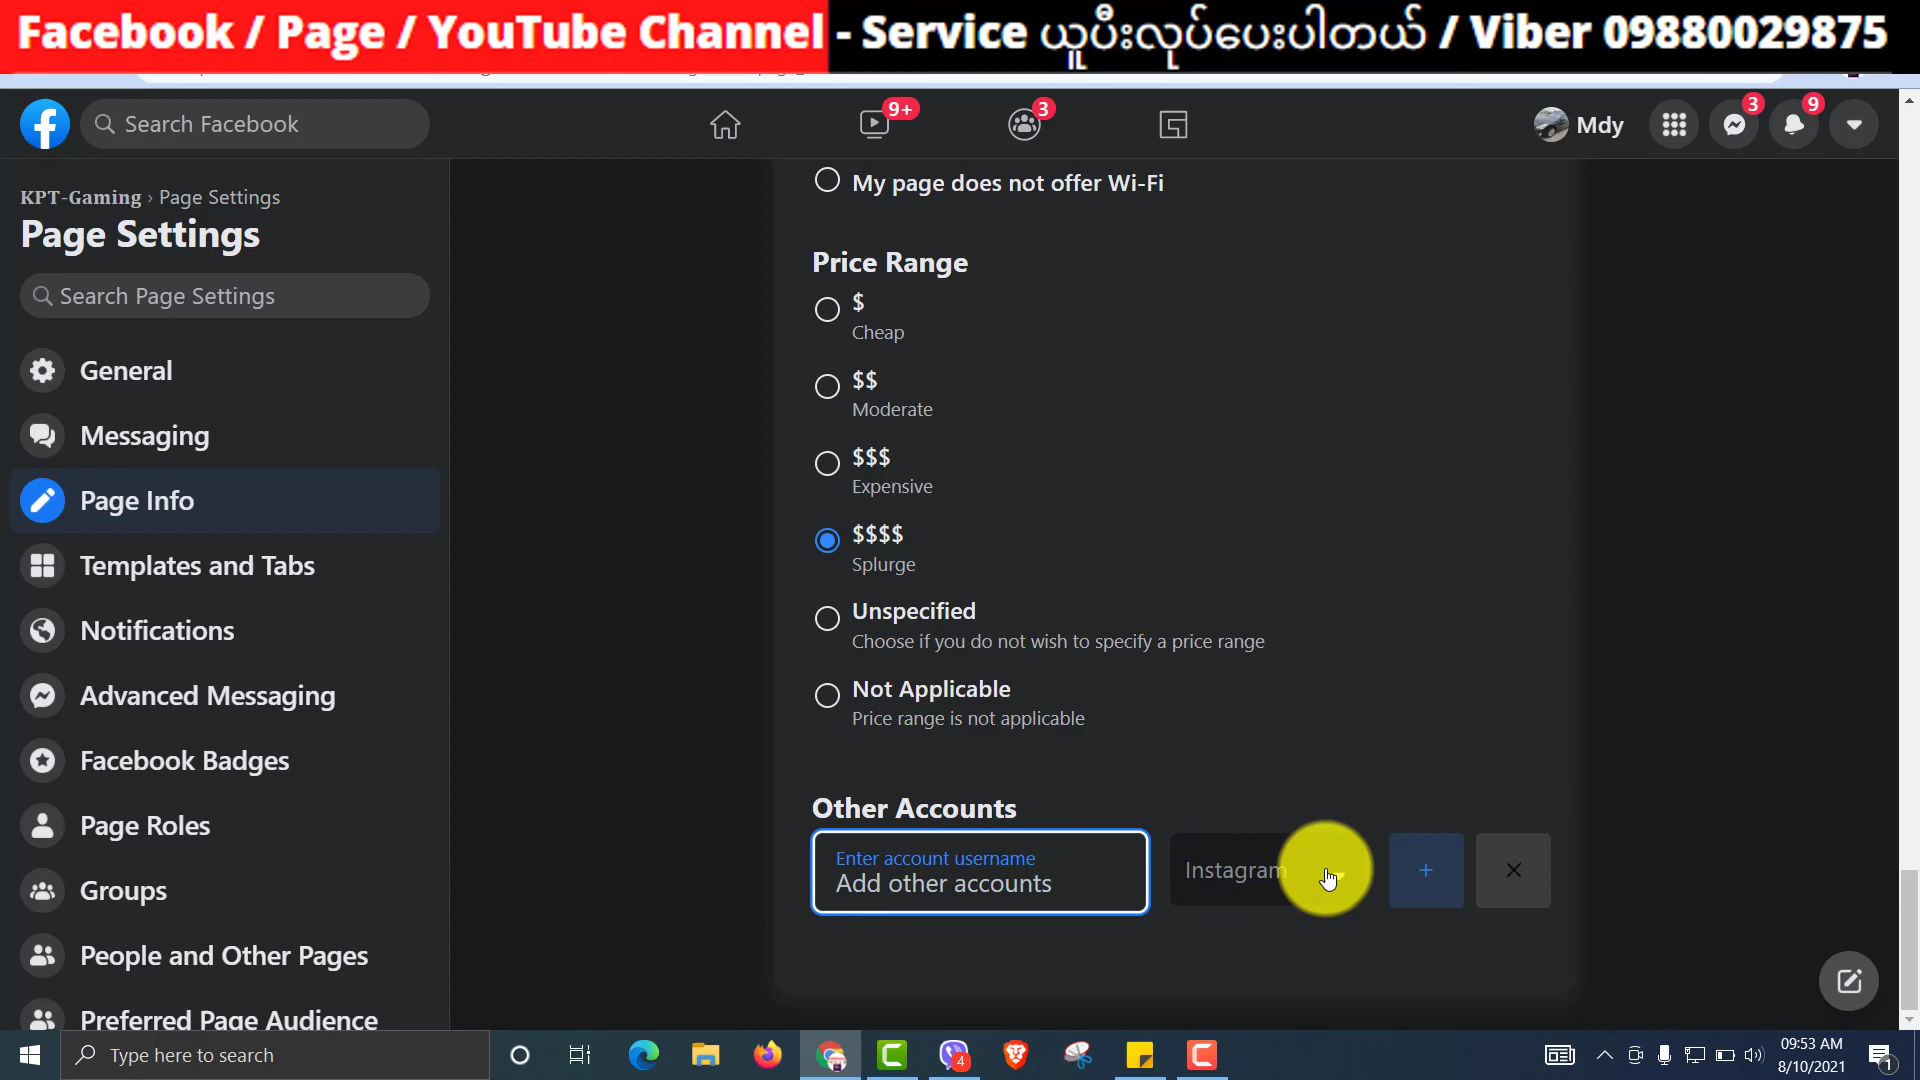 Facebook / Page / YouTube Channel - Service ယူပီးလုပ်ပေးပါတယ် / Viber 09880029875
Search Facebook
9+
3
Mdy
3
9
KPT-Gaming › Page Settings
Page Settings
Search Page Settings
General
Messaging
Page Info
Templates and Tabs
Notifications
Advanced Messaging
Facebook Badges
Page Roles
Groups
People and Other Pages
Preferred Page Audience
My page does not offer Wi-Fi
Price Range
$
Cheap
$$
Moderate
$$$
Expensive
$$$$
Splurge
Unspecified
Choose if you do not wish to specify a price range
Not Applicable
Price range is not applicable
Other Accounts
Enter account username
Add other accounts
Instagram
Type here to search
4
09:53 AM
8/10/2021
1